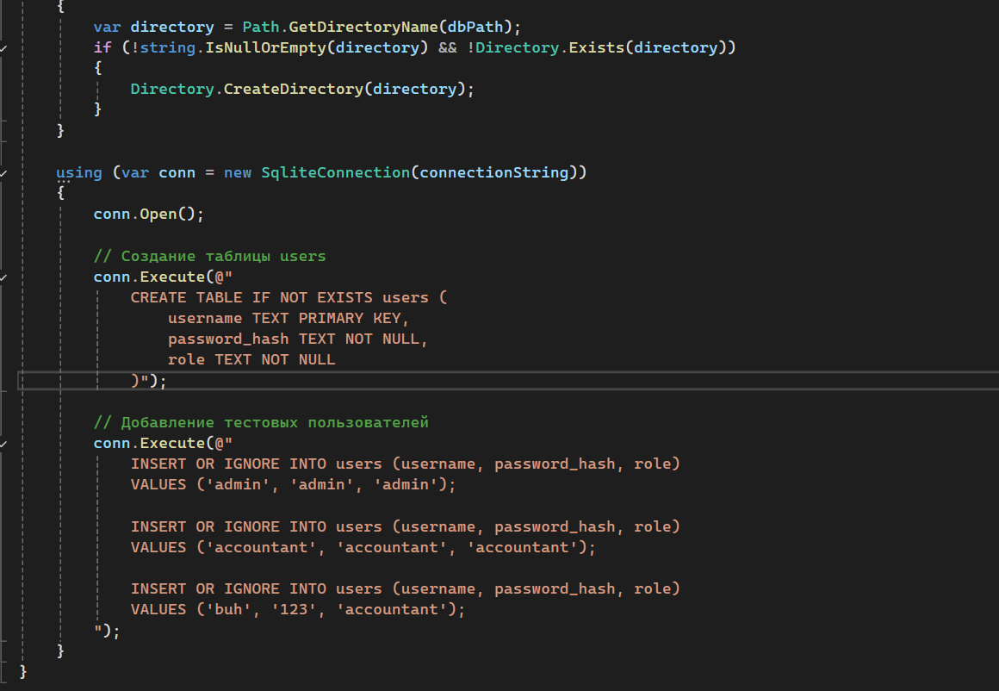 {
var directory = Path.GetDirectoryName(dbPath);
if (!string.IsNullOrEmpty(directory) && !Directory.Exists(directory))
{
Directory.CreateDirectory(directory);
}
}
using (var conn = new SqliteConnection(connectionString))
{
conn.Open();
// Создание таблицы users
conn.Execute(@"
CREATE TABLE IF NOT EXISTS users (
username TEXT PRIMARY KEY,
password_hash TEXT NOT NULL,
role TEXT NOT NULL
)");
// Добавление тестовых пользователей
conn.Execute(@"
INSERT OR IGNORE INTO users (username, password_hash, role)
VALUES ('admin', 'admin', 'admin');
INSERT OR IGNORE INTO users (username, password_hash, role)
VALUES ('accountant', 'accountant', 'accountant');
INSERT OR IGNORE INTO users (username, password_hash, role)
VALUES ('buh', '123', 'accountant');
");
}
}